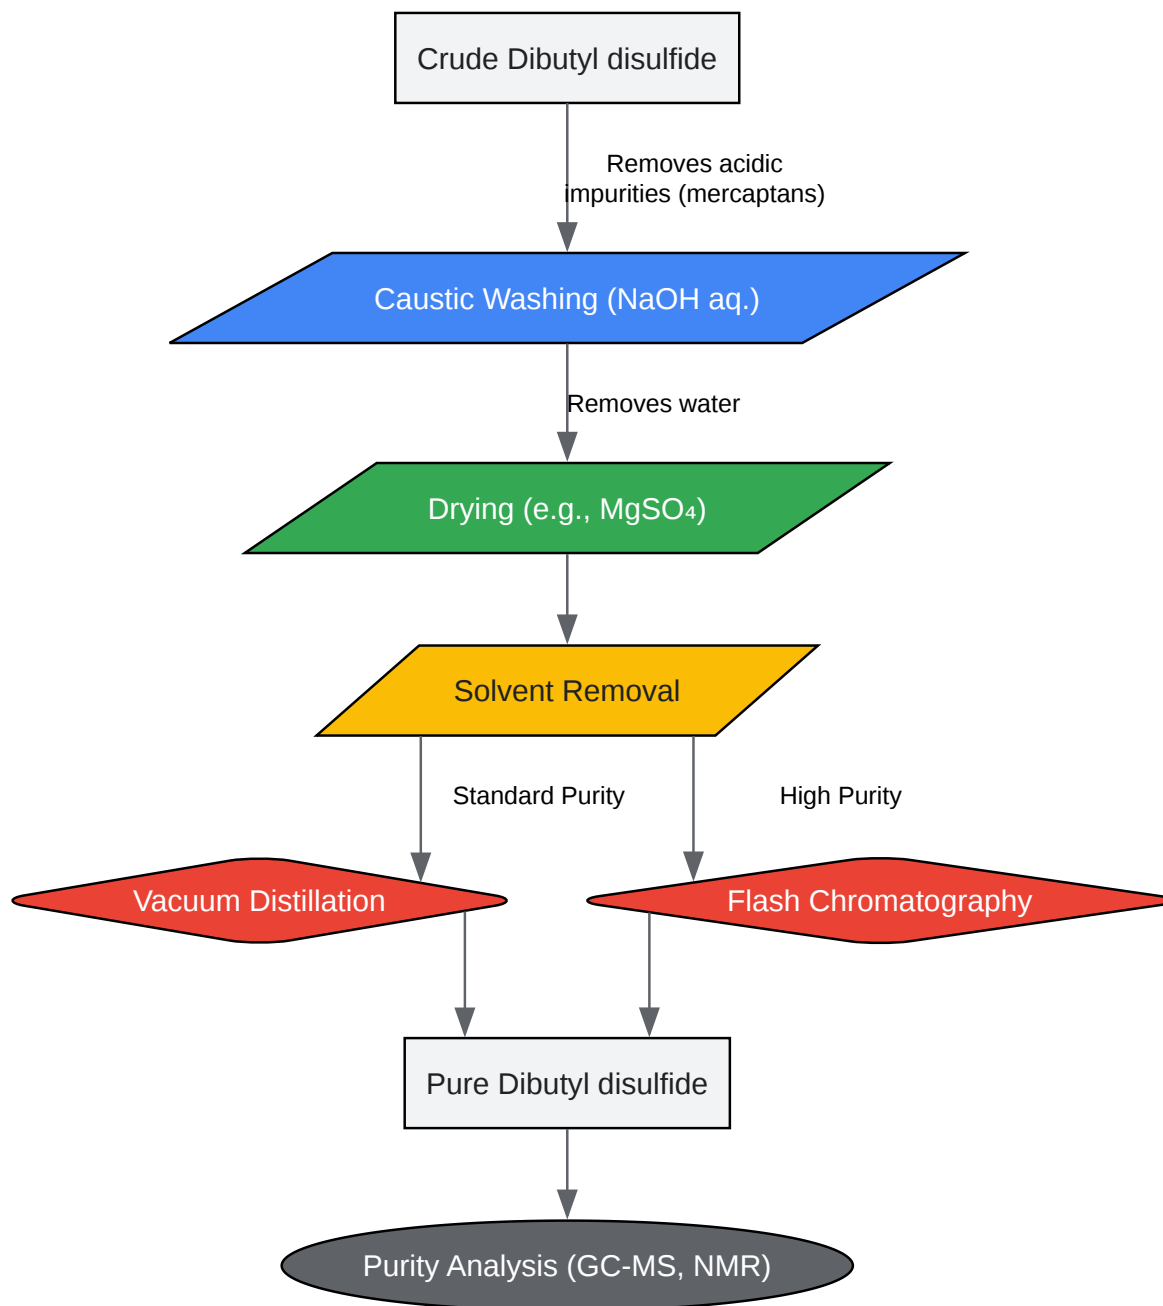 Crude Dibutyl disulfide
Removes acidic
impurities (mercaptans)
Caustic Washing (NaOH aq.)
Removes water
Drying (e.g., MgSO₄)
Solvent Removal
Standard Purity
High Purity
Vacuum Distillation
Flash Chromatography
Pure Dibutyl disulfide
Purity Analysis (GC-MS, NMR)